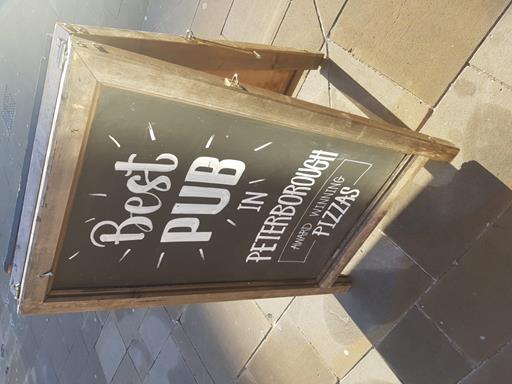 Best
PUB
IN
PETERBOROUGH
AWARD WINNING
PIZZAS